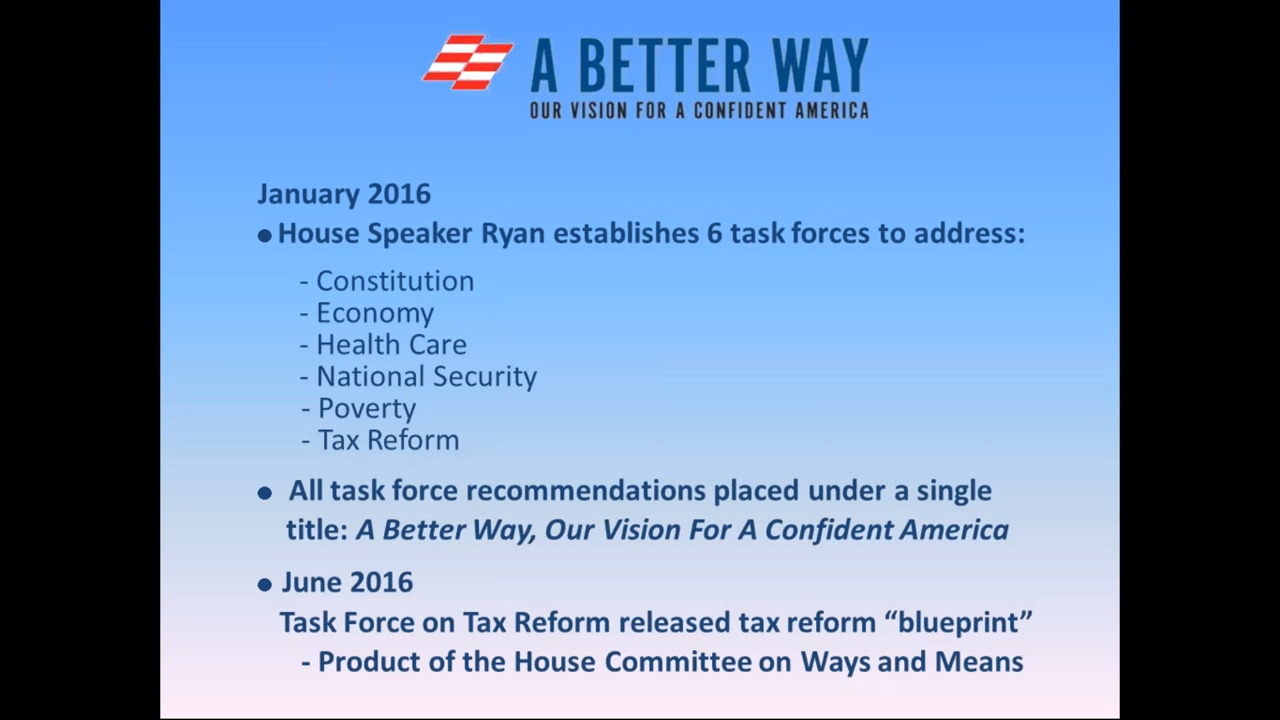 A BETTER WAY
OUR VISION FOR A CONFIDENT AMERICA
January 2016
● House Speaker Ryan establishes 6 task forces to address:
- Constitution
- Economy
- Health Care
- National Security
- Poverty
- Tax Reform
● All task force recommendations placed under a single
title: A Better Way, Our Vision For A Confident America
● June 2016
Task Force on Tax Reform released tax reform “blueprint”
- Product of the House Committee on Ways and Means